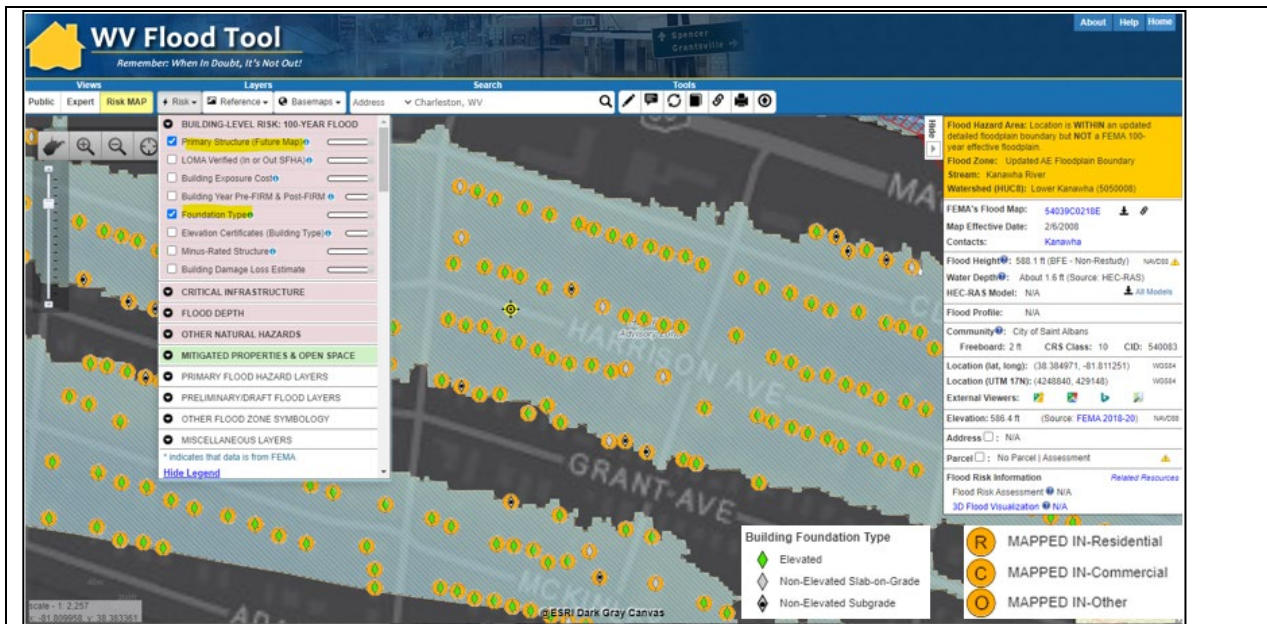 WV Flood Tool
Remember: When In Doubt, It's Not Out!
Spencer
Grantsville
About Help Home
Views Layers Search Tools
Public Expert Risk MAP Risk Reference Basemaps Address Charleston, WV
BUILDING-LEVEL RISK: 100-YEAR FLOOD
Primary Structure (Future Map)
LOMA Verified (In or Out SFHA)
Building Exposure Cost
Building Year Pre-FIRM & Post-FIRM
Foundation Type
Elevation Certificates (Building Type)
Minus-Rated Structure
Building Damage Loss Estimate
CRITICAL INFRASTRUCTURE
FLOOD DEPTH
OTHER NATURAL HAZARDS
MITIGATED PROPERTIES & OPEN SPACE
PRIMARY FLOOD HAZARD LAYERS
PRELIMINARY/DRAFT FLOOD LAYERS
OTHER FLOOD ZONE SYMBOLOGY
MISCELLANEOUS LAYERS
* indicates that data is from FEMA
Hide Legend
MA
CL
HARRISON AVE
GRANT AVE
MCKIN
ADA
scale - 1: 2,257
@ESRI Dark Gray Canvas
Hide
Flood Hazard Area: Location is WITHIN an updated
detailed floodplain boundary but NOT a FEMA 100-
year effective floodplain.
Flood Zone: Updated AE Floodplain Boundary
Stream: Kanawha River
Watershed (HUC8): Lower Kanawha (5050008)
FEMA's Flood Map: 54039C0218E
Map Effective Date: 2/6/2008
Contacts: Kanawha
Flood Height: 588.1 ft (BFE - Non-Restudy) NAVD88
Water Depth: About 1.6 ft (Source: HEC-RAS)
HEC-RAS Model: N/A All Models
Flood Profile: N/A
Community: City of Saint Albans
Freeboard: 2 ft CRS Class: 10 CID: 540083
Location (lat, long): (38.384971, -81.811251) WGS84
Location (UTM 17N): (4248840, 429148) WGS84
External Viewers:
Elevation: 586.4 ft (Source: FEMA 2018-20) NAVD88
Address: N/A
Parcel: No Parcel | Assessment
Flood Risk Information Related Resources
Flood Risk Assessment N/A
3D Flood Visualization N/A
Building Foundation Type
Elevated
Non-Elevated Slab-on-Grade
Non-Elevated Subgrade
R MAPPED IN-Residential
C MAPPED IN-Commercial
O MAPPED IN-Other